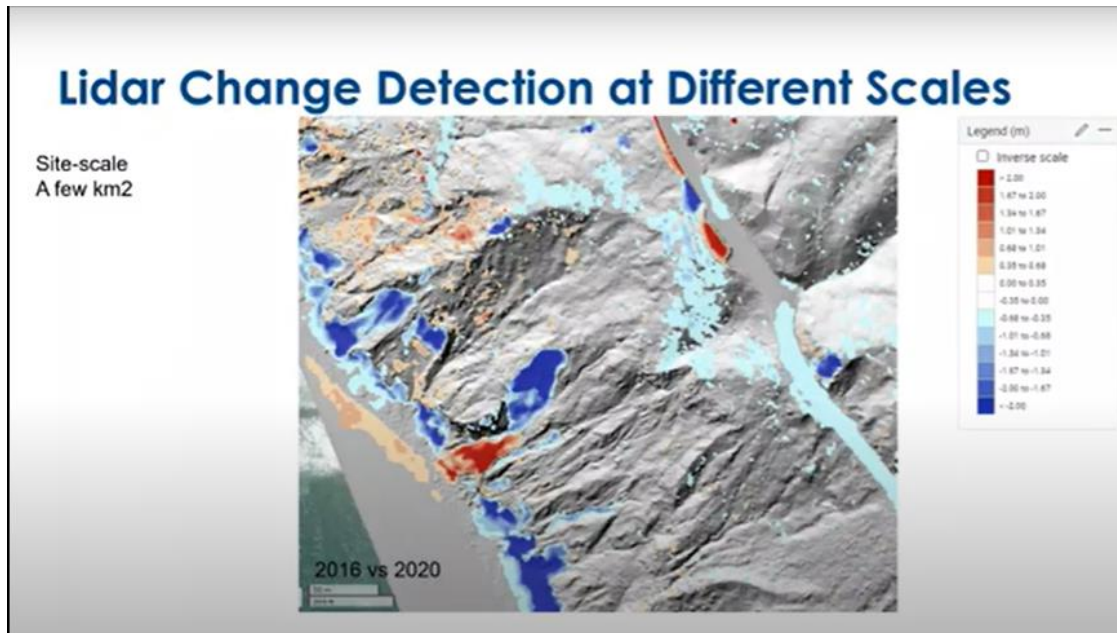 Lidar Change Detection at Different Scales
Site-scale
A few km2
Legend (m)
Inverse scale
> 2.00
1.67 to 2.00
1.34 to 1.67
1.01 to 1.34
0.68 to 1.01
0.35 to 0.68
0.00 to 0.35
-0.35 to 0.00
-0.68 to -0.35
-1.01 to -0.68
-1.34 to -1.01
-1.67 to -1.34
-2.00 to -1.67
< -2.00
2016 vs 2020